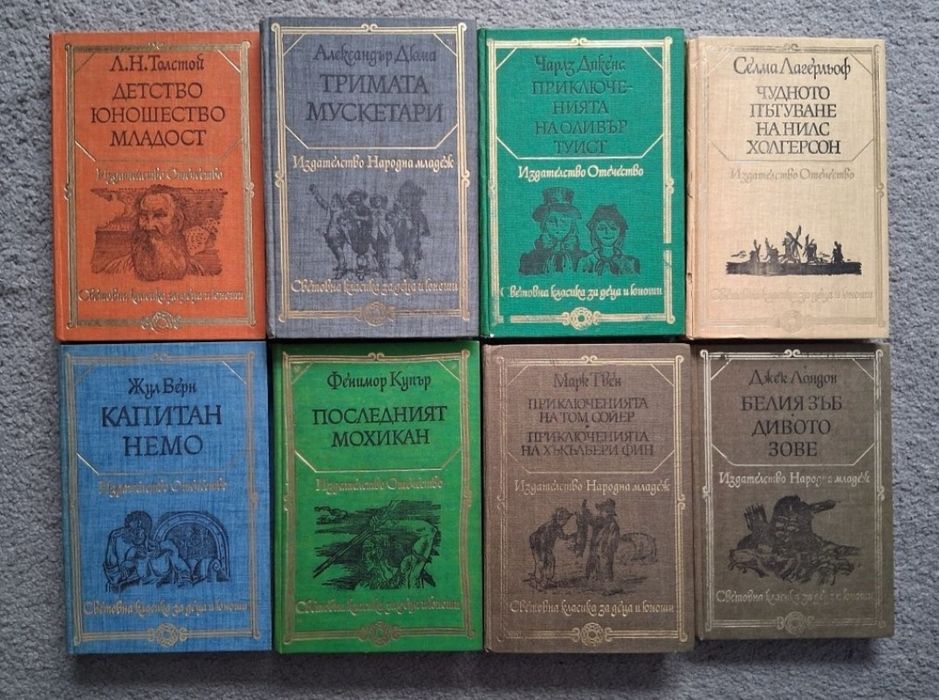 Л.Н.Толстой
ДЕТСТВО
ЮНОШЕСТВО
МЛАДОСТ
Издателство Отечество
Световна класика за деца и юноши
Александър Дюма
ТРИМАТА
МУСКЕТАРИ
Издателство Народна младеж
Световна класика за деца и юноши
Чарлз Дикенс
ПРИКЛЮЧЕ-
НИЯТА
НА ОЛИВЪР
ТУИСТ
Издателство Отечество
Световна класика за деца и юноши
Селма Лагерльоф
ЧУДНОТО
ПЪТУВАНЕ
НА НИЛС
ХОЛГЕРСОН
Издателство Отечество
Световна класика за деца и юноши
Жул Верн
КАПИТАН
НЕМО
Издателство Отечество
Световна класика за деца и юноши
Фенимор Купър
ПОСЛЕДНИЯТ
МОХИКАН
Издателство Отечество
Световна класика за деца и юноши
Марк Твен
ПРИКЛЮЧЕНИЯТА
НА ТОМ СОЙЕР
ПРИКЛЮЧЕНИЯТА
НА ХЪКЪЛБЕРИ ФИН
Издателство Народна младеж
Световна класика за деца и юноши
Джек Лондон
БЕЛИЯ ЗЪБ
ДИВОТО
ЗОВЕ
Издателство Народна младеж
Световна класика за деца и юноши